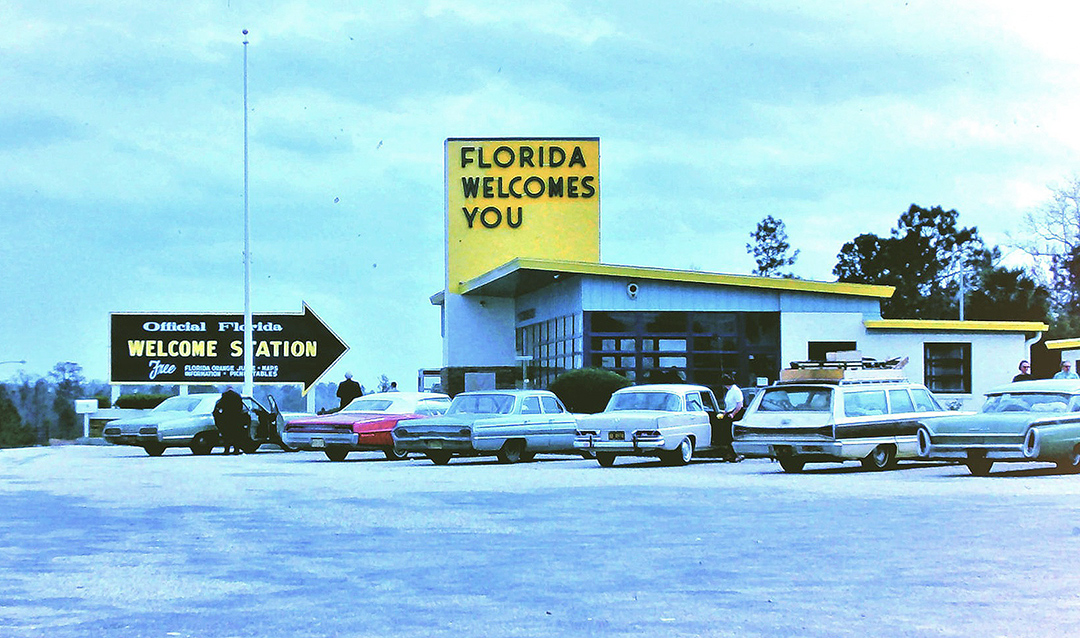 FLORIDA
WELCOMES
YOU
Official Florida
WELCOME STATION
Free FLORIDA ORANGE JUICE • MAPS
INFORMATION • PICNIC TABLES